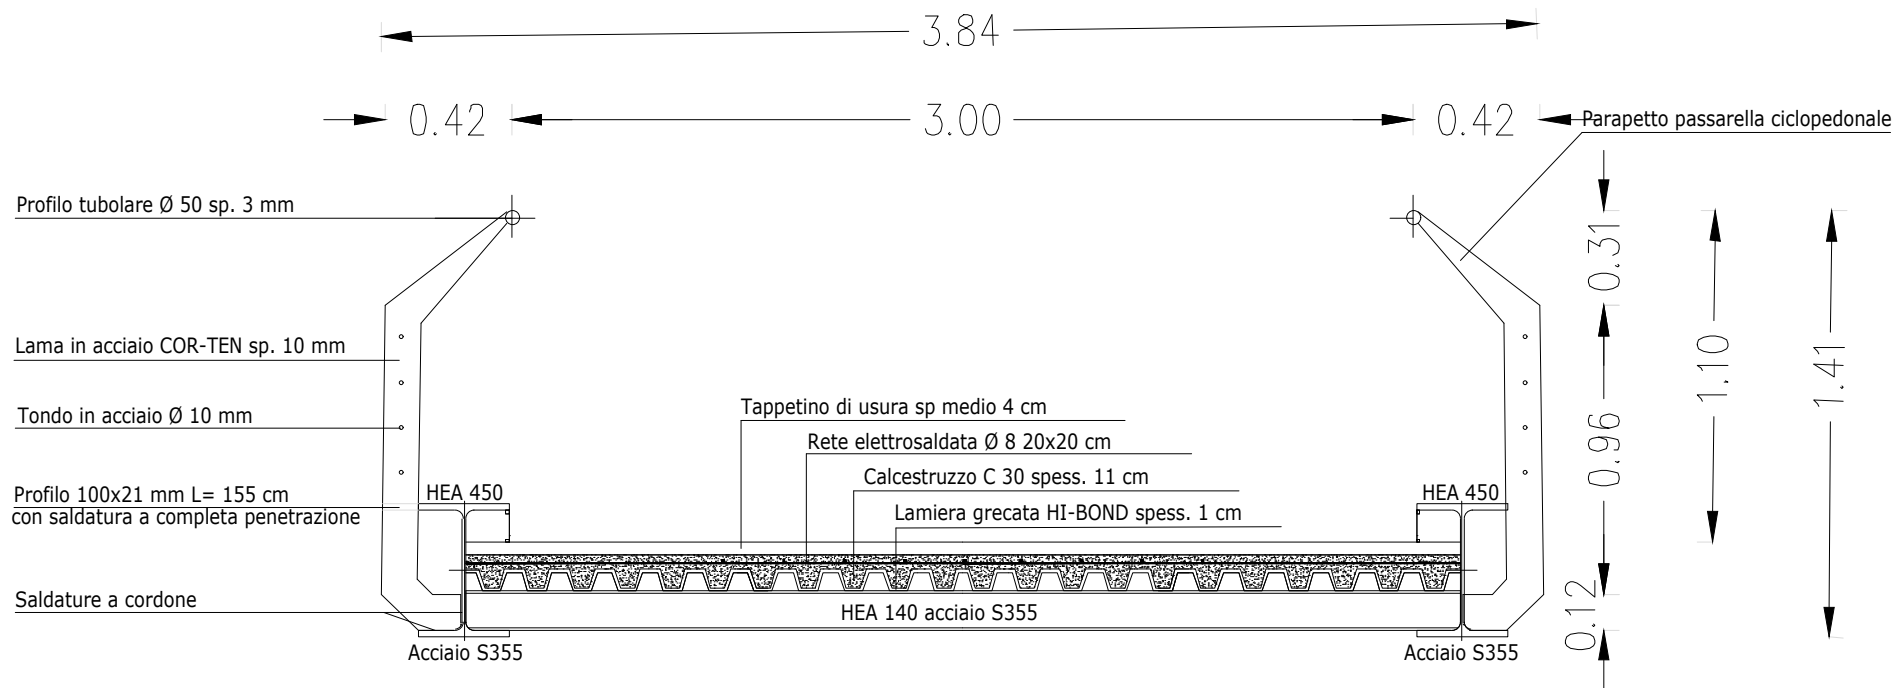 3.84
0.42
3.00
0.42
Parapetto passarella ciclopedonale
Profilo tubolare Ø 50 sp. 3 mm
0.31
1.10
1.41
Lama in acciaio COR-TEN sp. 10 mm
Tondo in acciaio Ø 10 mm
Tappetino di usura sp medio 4 cm
Rete elettrosaldata Ø 8 20x20 cm
0.96
Calcestruzzo C 30 spess. 11 cm
Profilo 100x21 mm L= 155 cm
con saldatura a completa penetrazione
HEA 450
HEA 450
Lamiera grecata HI-BOND spess. 1 cm
Saldature a cordone
HEA 140 acciaio S355
0.12
Acciaio S355
Acciaio S355